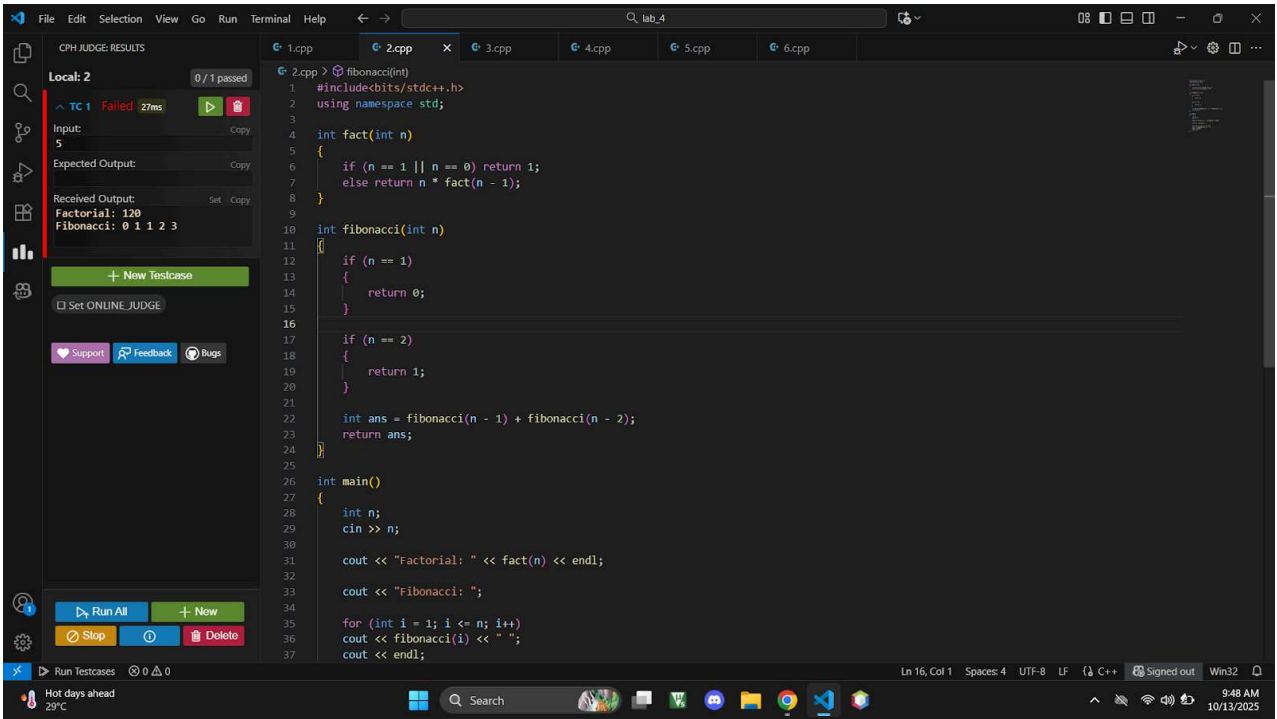 File Edit Selection View Go Run Terminal Help
lab_4
CPH JUDGE: RESULTS
Local: 2
0 / 1 passed
TC 1 Failed 27ms
Input:
Copy
5
Expected Output:
Copy
Received Output:
Set Copy
Factorial: 120
Fibonacci: 0 1 1 2 3
+ New Testcase
Set ONLINE_JUDGE
Support
Feedback
Bugs
Run All
+ New
Stop
Delete
1.cpp
2.cpp
3.cpp
4.cpp
5.cpp
6.cpp
2.cpp > fibonacci(int)
1 #include<bits/stdc++.h>
2 using namespace std;
3
4 int fact(int n)
5 {
6 if (n == 1 || n == 0) return 1;
7 else return n * fact(n - 1);
8 }
9
10 int fibonacci(int n)
11 {
12 if (n == 1)
13 {
14 return 0;
15 }
16
17 if (n == 2)
18 {
19 return 1;
20 }
21
22 int ans = fibonacci(n - 1) + fibonacci(n - 2);
23 return ans;
24 }
25
26 int main()
27 {
28 int n;
29 cin >> n;
30
31 cout << "Factorial: " << fact(n) << endl;
32
33 cout << "Fibonacci: ";
34
35 for (int i = 1; i <= n; i++)
36 cout << fibonacci(i) << " ";
37 cout << endl;
1
Run Testcases 0 0
Ln 16, Col 1 Spaces: 4 UTF-8 LF {} C++ Signed out Win32
Hot days ahead
29°C
Search
9:48 AM
10/13/2025